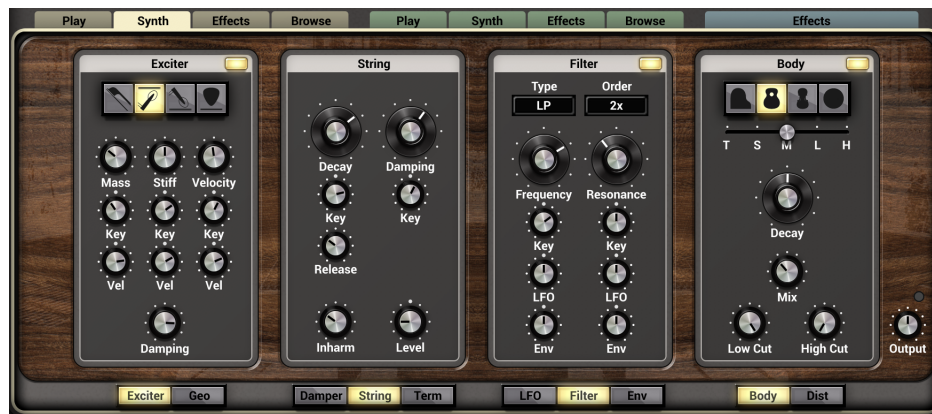 Play Synth Effects Browse Play Synth Effects Browse Effects
Exciter String Filter Body
Type Order
LP 2x
T S M L H
Mass Stiff Velocity Decay Damping Frequency Resonance
Key Key Key Key Key Key Key Decay
Vel Vel Vel Release LFO LFO Mix
Damping Inharm Level Env Env Low Cut High Cut Output
Exciter Geo Damper String Term LFO Filter Env Body Dist